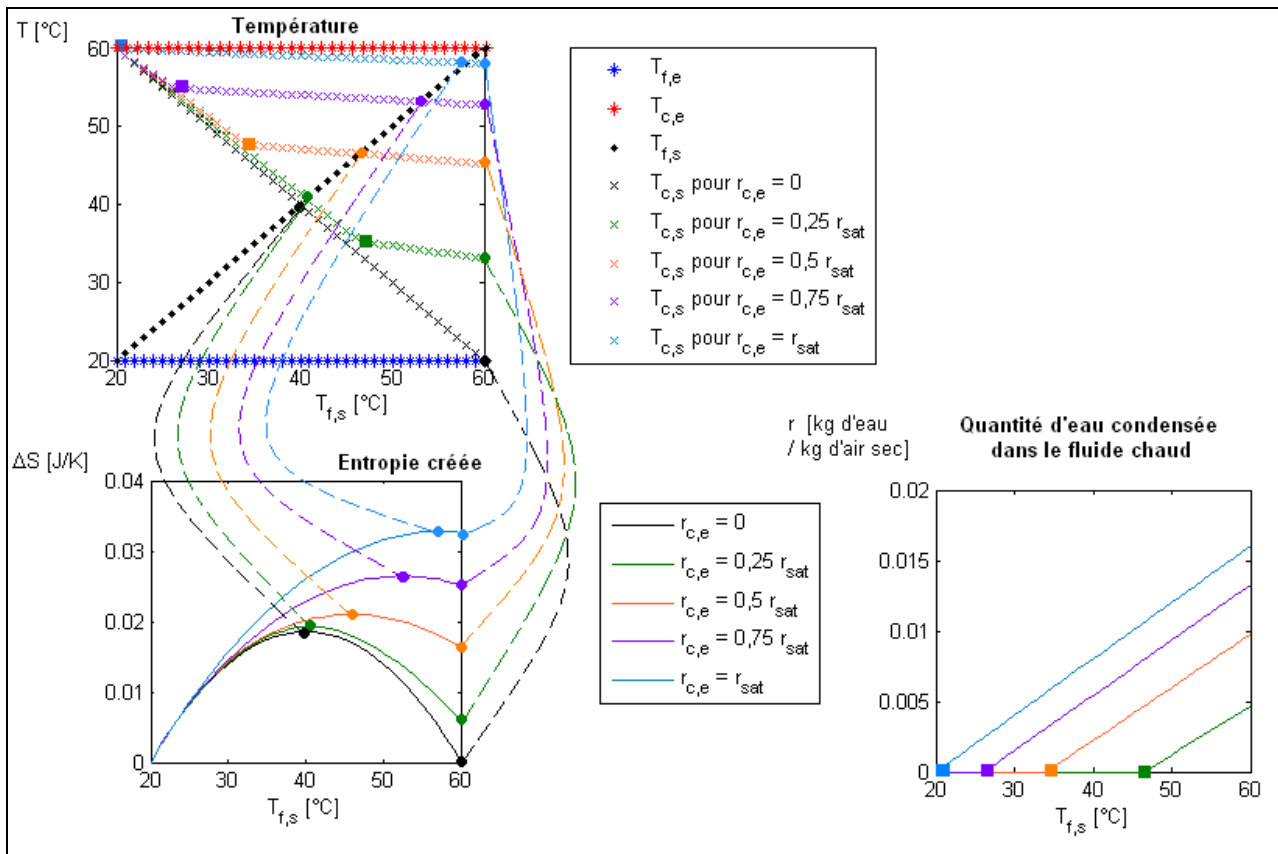 Température
T [°C]
60
50
40
30
20
20
30
40
50
60
T_f,s [°C]
T_f,e
T_c,e
T_f,s
T_c,s pour r_c,e = 0
T_c,s pour r_c,e = 0,25 r_sat
T_c,s pour r_c,e = 0,5 r_sat
T_c,s pour r_c,e = 0,75 r_sat
T_c,s pour r_c,e = r_sat
Entropie créée
ΔS [J/K]
0.04
0.03
0.02
0.01
0
20
30
40
50
60
T_f,s [°C]
r_c,e = 0
r_c,e = 0,25 r_sat
r_c,e = 0,5 r_sat
r_c,e = 0,75 r_sat
r_c,e = r_sat
r [kg d'eau
/ kg d'air sec]
Quantité d'eau condensée
dans le fluide chaud
0.02
0.015
0.01
0.005
0
20
30
40
50
60
T_f,s [°C]